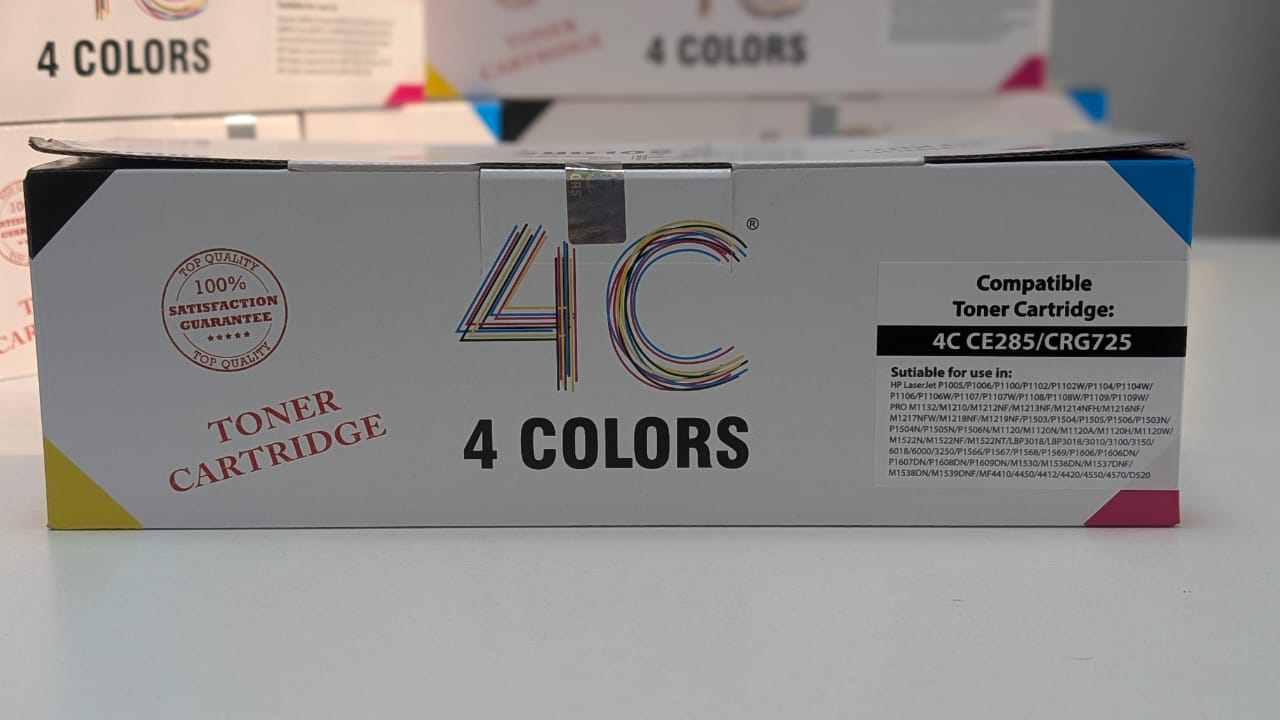 4 COLORS
TONER
CARTRIDGE
4 COLORS
4C®
4 COLORS
TOP QUALITY
100%
SATISFACTION
GUARANTEE
TOP QUALITY
TONER
CARTRIDGE
Compatible
Toner Cartridge:
4C CE285/CRG725
Sutiable for use in:
HP LaserJet P1005/P1006/P1100/P1102/P1102W/P1104/P1104W/
P1106/P1106W/P1107/P1107W/P1108/P1108W/P1109/P1109W/
PRO M1132/M1210/M1212NF/M1213NF/M1214NFH/M1216NF/
M1217NFW/M1218NF/M1219NF/P1503/P1504/P1505/P1506/P1503N/
P1504N/P1505N/P1506N/M1120/M1120N/M1120A/M1120H/M1120W/
M1522N/M1522NF/M1522NT/LBP3018/LBP3018/3010/3100/3150/
6018/6000/3250/P1566/P1567/P1568/P1569/P1606/P1606DN/
P1607DN/P1608DN/P1609DN/M1530/M1536DN/M1537DNF/
M1538DN/M1539DNF/MF4410/4450/4412/4420/4550/4570/D520